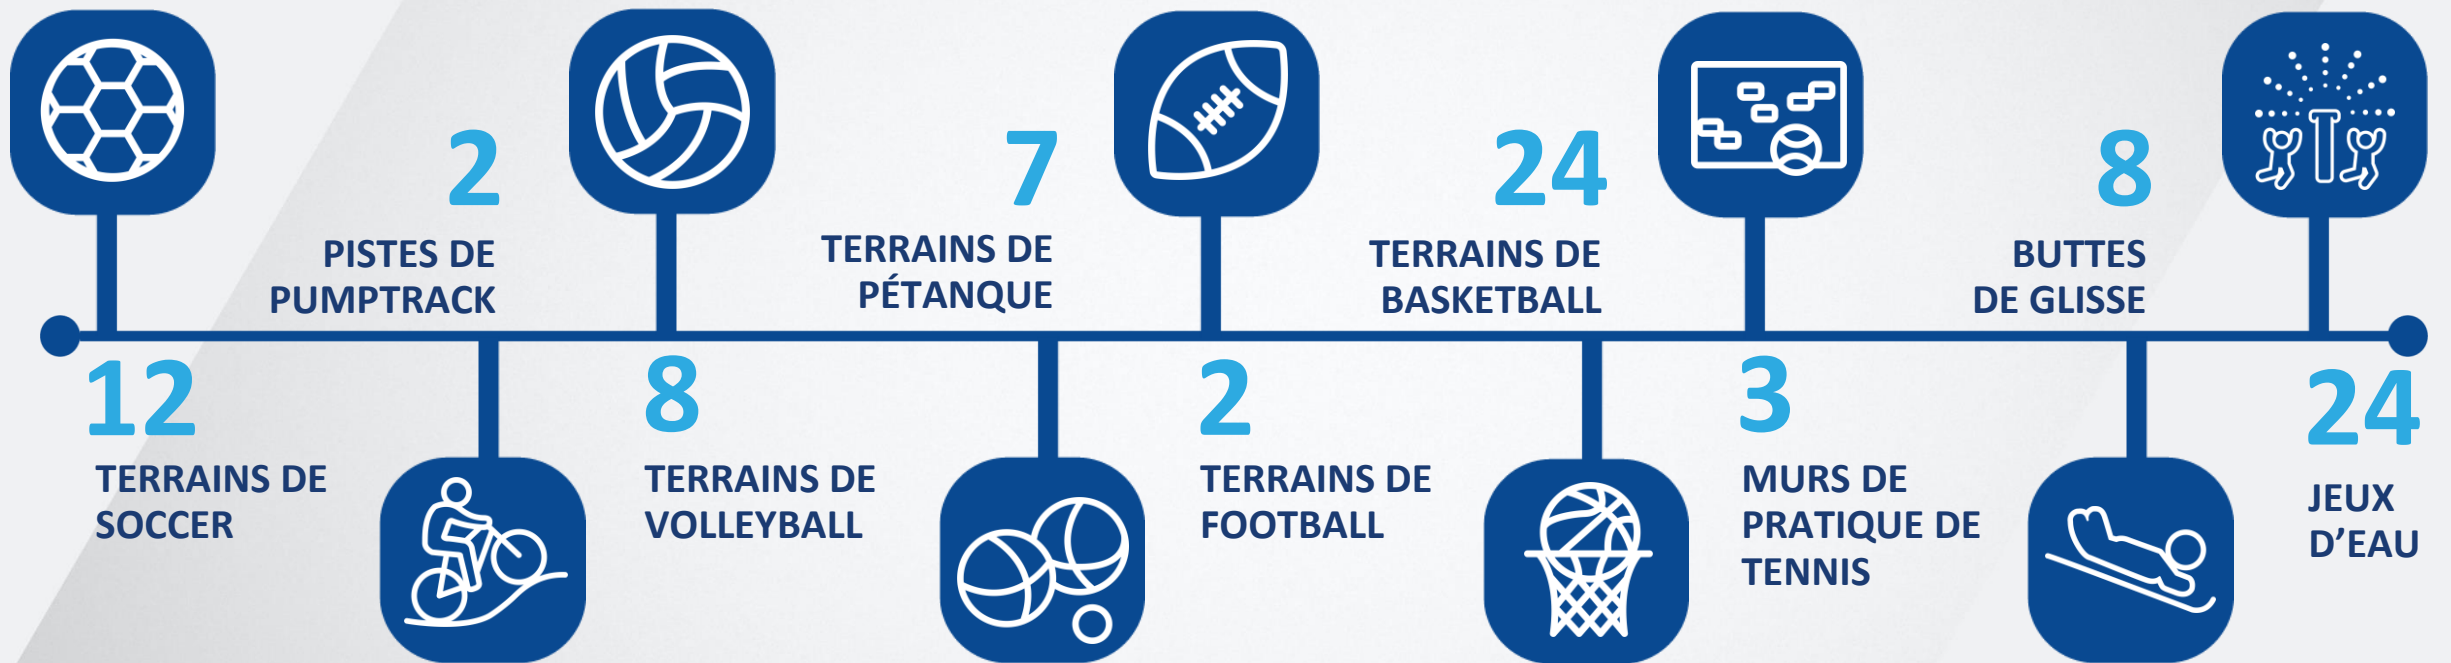 12
TERRAINS DE
SOCCER
2
PISTES DE
PUMPTRACK
8
TERRAINS DE
VOLLEYBALL
7
TERRAINS DE
PÉTANQUE
2
TERRAINS DE
FOOTBALL
24
TERRAINS DE
BASKETBALL
3
MURS DE
PRATIQUE DE
TENNIS
8
BUTTES
DE GLISSE
24
JEUX
D’EAU